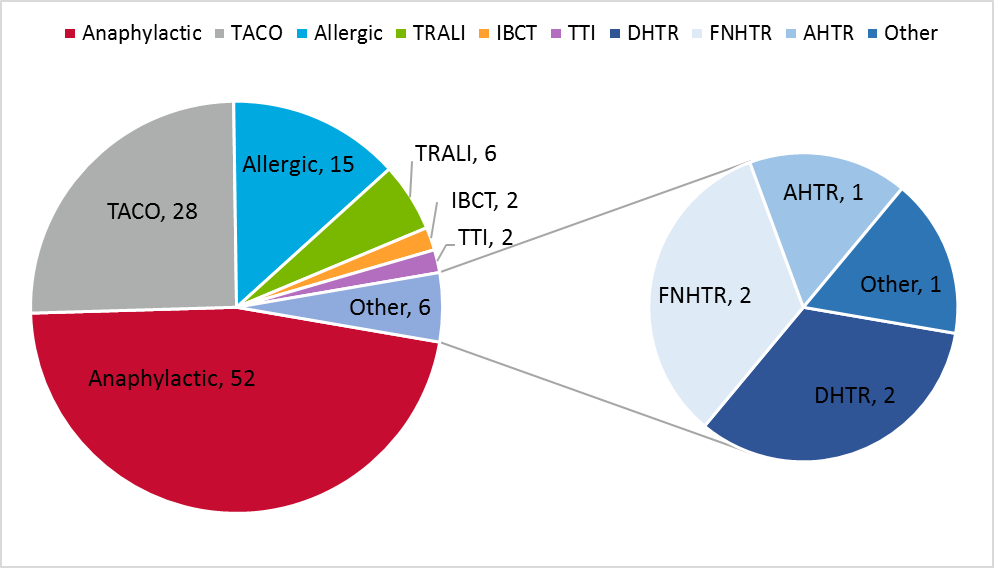 Anaphylactic TACO Allergic TRALI IBCT TTI DHTR FNHTR AHTR Other
Allergic, 15
TRALI, 6
IBCT, 2
TACO, 28
TTI, 2
Other, 6
Anaphylactic, 52
AHTR, 1
FNHTR, 2
Other, 1
DHTR, 2